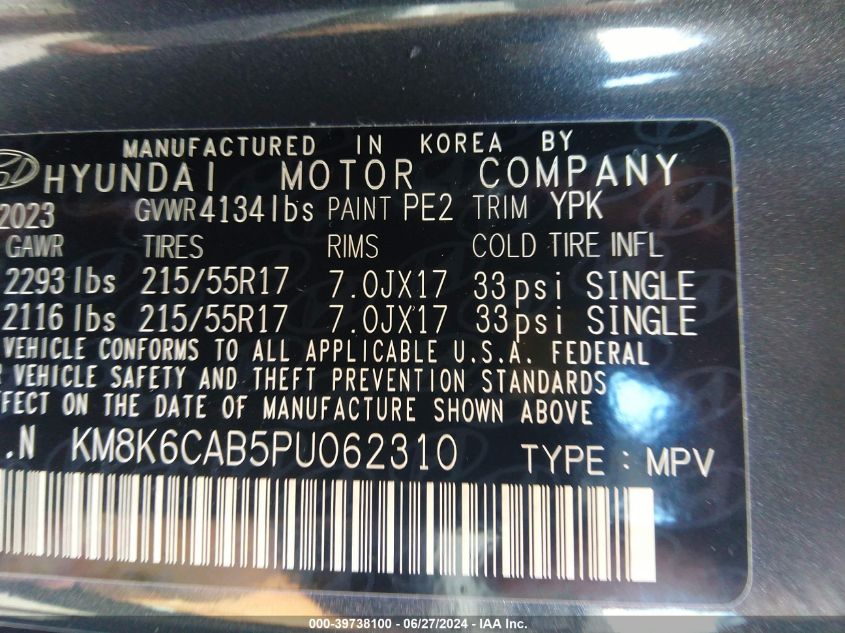 MANUFACTURED IN KOREA BY
HYUNDAI MOTOR COMPANY
2023 GVWR 4134lbs PAINT PE2 TRIM YPK
GAWR TIRES RIMS COLD TIRE INFL
2293 lbs 215/55R17 7.0JX17 33psi SINGLE
2116 lbs 215/55R17 7.0JX17 33psi SINGLE
VEHICLE CONFORMS TO ALL APPLICABLE U.S.A. FEDERAL
R VEHICLE SAFETY AND THEFT PREVENTION STANDARDS
FFECT ON THE DATE OF MANUFACTURE SHOWN ABOVE
.N KM8K6CAB5PU062310 TYPE : MPV
000-39738100 - 06/27/2024 - IAA Inc.